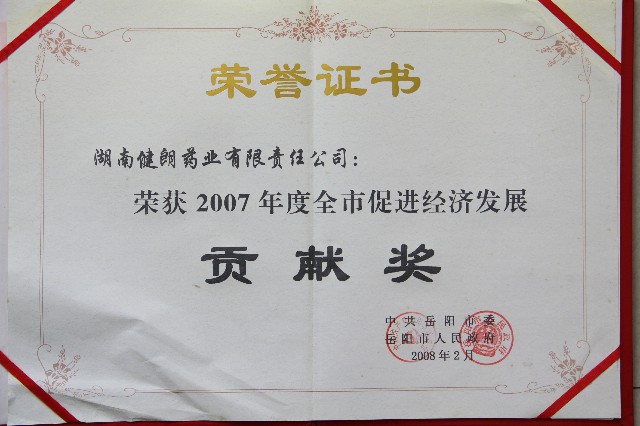 荣誉证书
湖南健朗药业有限责任公司：
荣获2007年度全市促进经济发展
贡献奖
中共岳阳市委
岳阳市人民政府
2008年2月